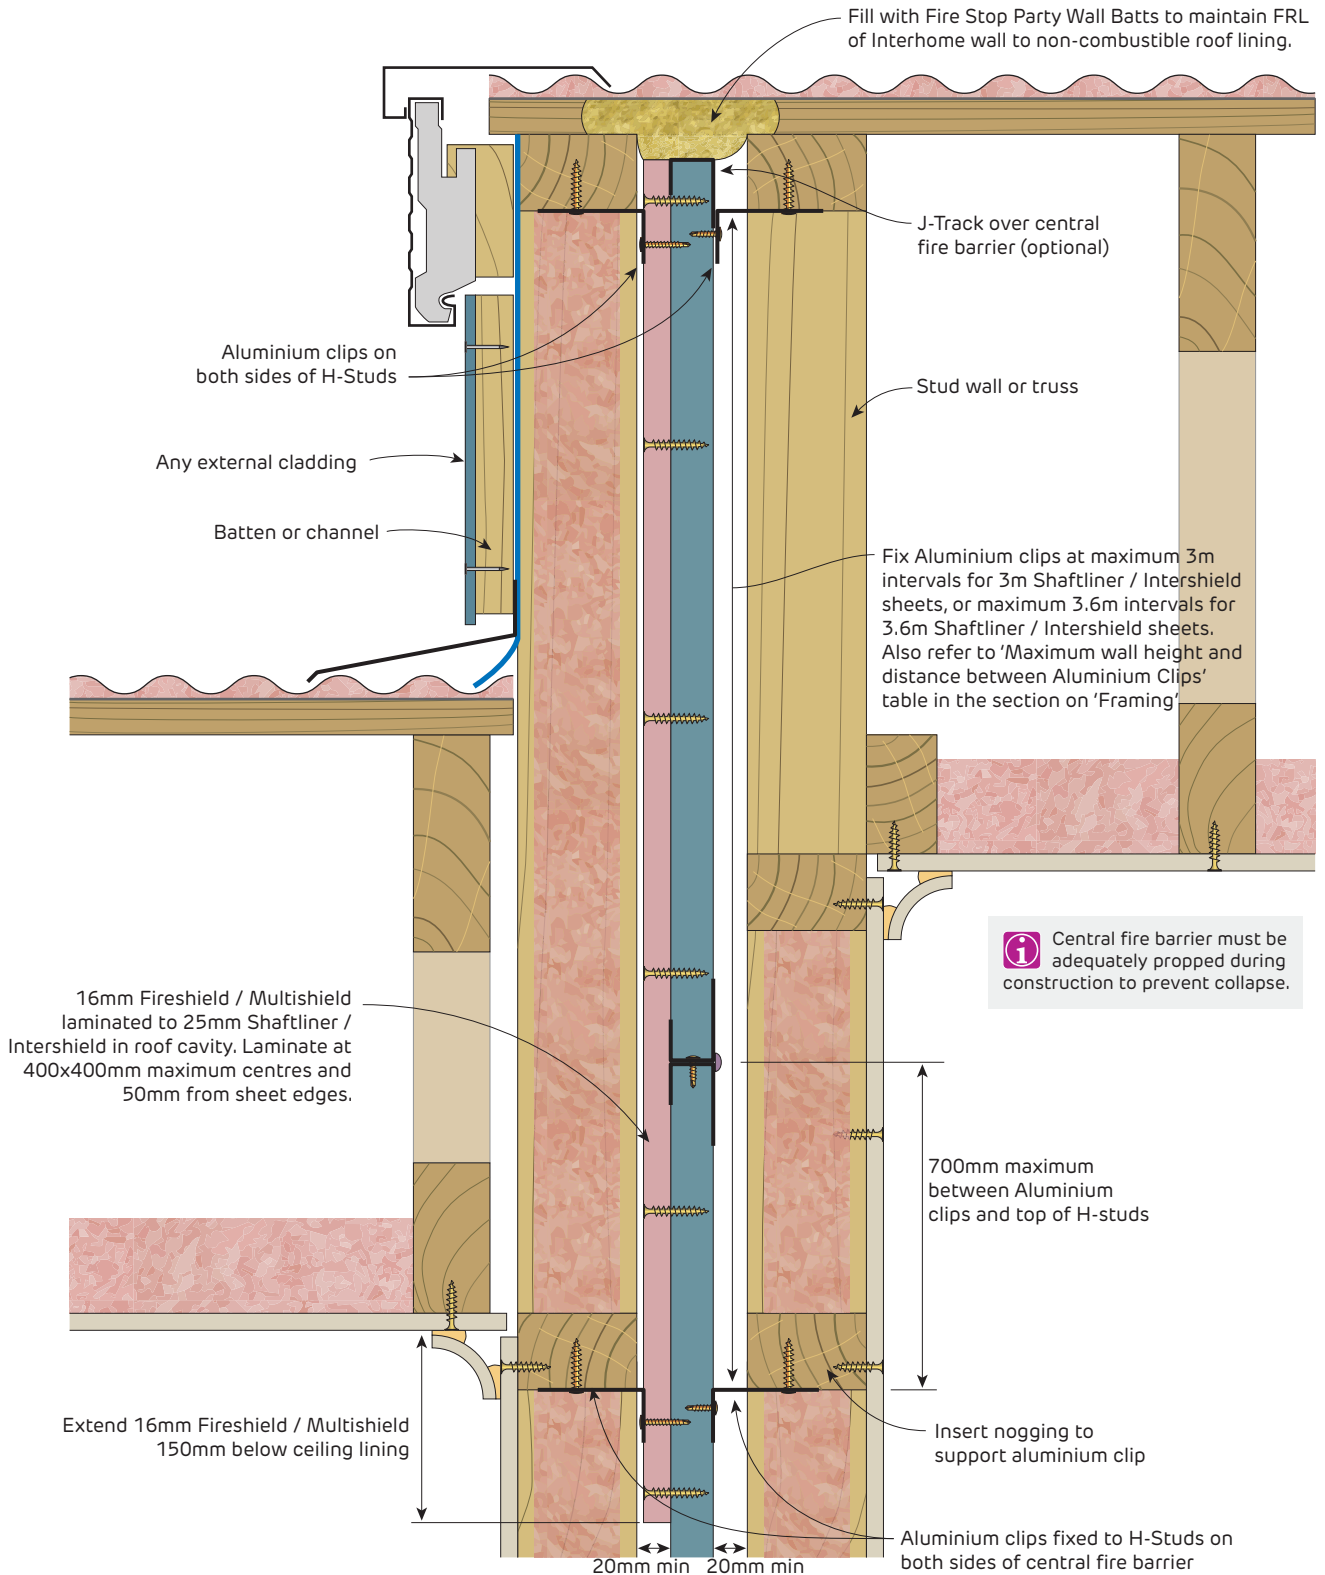 Fill with Fire Stop Party Wall Batts to maintain FRL
of Interhome wall to non-combustible roof lining.
J-Track over central
fire barrier (optional)
Aluminium clips on
both sides of H-Studs
Stud wall or truss
Any external cladding
Batten or channel
Fix Aluminium clips at maximum 3m
intervals for 3m Shaftliner / Intershield
sheets, or maximum 3.6m intervals for
3.6m Shaftliner / Intershield sheets.
Also refer to ‘Maximum wall height and
distance between Aluminium Clips‘
table in the section on ‘Framing’
i
Central fire barrier must be
adequately propped during
construction to prevent collapse.
16mm Fireshield / Multishield
laminated to 25mm Shaftliner /
Intershield in roof cavity. Laminate at
400x400mm maximum centres and
50mm from sheet edges.
700mm maximum
between Aluminium
clips and top of H-studs
Extend 16mm Fireshield / Multishield
150mm below ceiling lining
Insert nogging to
support aluminium clip
Aluminium clips fixed to H-Studs on
both sides of central fire barrier
20mm min 20mm min